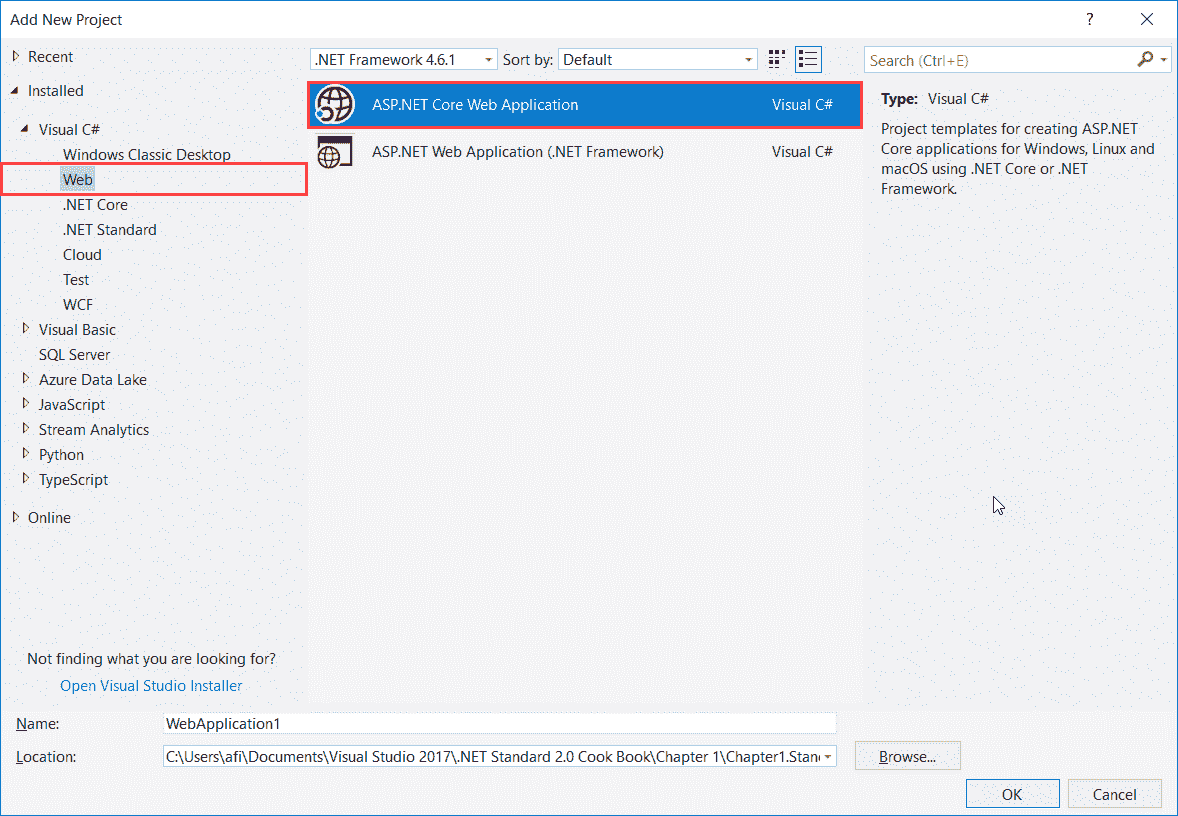 Add New Project
?
Recent
Installed
Visual C#
Windows Classic Desktop
Web
.NET Core
.NET Standard
Cloud
Test
WCF
Visual Basic
SQL Server
Azure Data Lake
JavaScript
Stream Analytics
Python
TypeScript
Online
Not finding what you are looking for?
Open Visual Studio Installer
.NET Framework 4.6.1 Sort by: Default
ASP.NET Core Web Application Visual C#
ASP.NET Web Application (.NET Framework) Visual C#
Search (Ctrl+E)
Type: Visual C#
Project templates for creating ASP.NET
Core applications for Windows, Linux and
macOS using .NET Core or .NET
Framework.
Name: WebApplication1
Location: C:\Users\afi\Documents\Visual Studio 2017\.NET Standard 2.0 Cook Book\Chapter 1\Chapter1.Stan
Browse...
OK Cancel